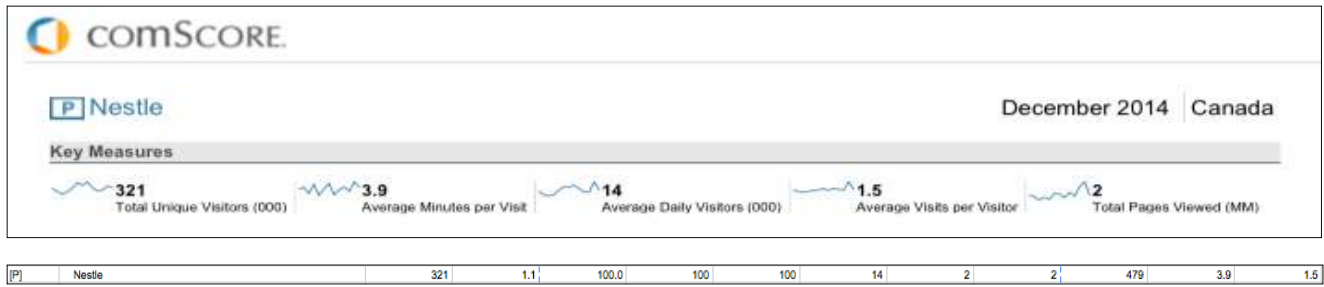 comScore.
P Nestle December 2014 Canada
Key Measures
321 3.9 14 1.5 2
Total Unique Visitors (000) Average Minutes per Visit Average Daily Visitors (000) Average Visits per Visitor Total Pages Viewed (MM)
[P] Nestle 321 1.1 100.0 100 100 14 2 2 479 3.9 1.5